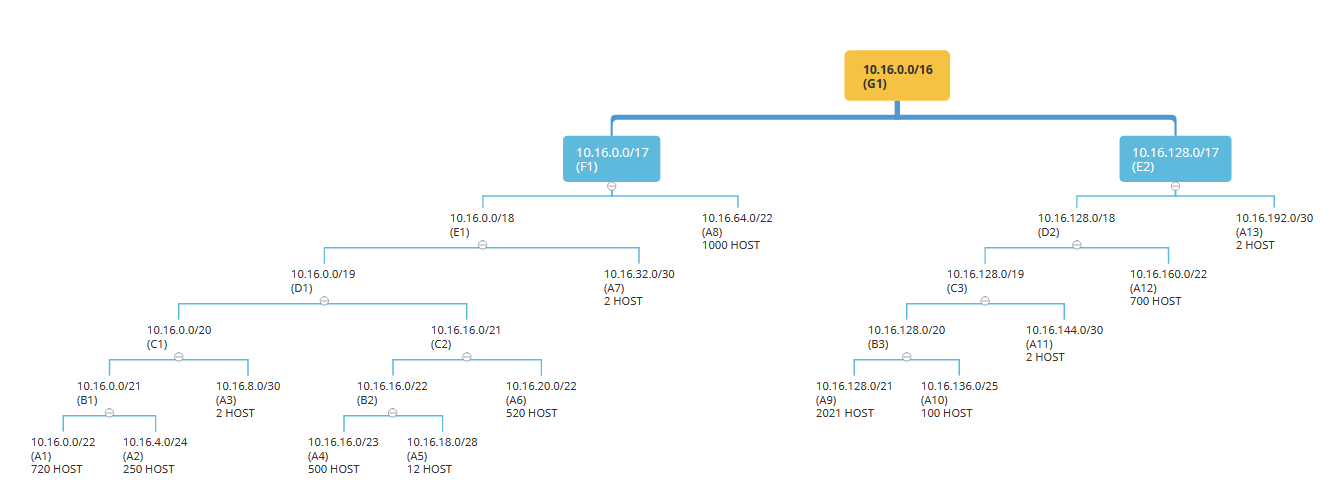 10.16.0.0/16
(G1)
10.16.0.0/17
(F1)
10.16.128.0/17
(E2)
10.16.0.0/18
(E1)
10.16.64.0/22
(A8)
1000 HOST
10.16.128.0/18
(D2)
10.16.192.0/30
(A13)
2 HOST
10.16.0.0/19
(D1)
10.16.32.0/30
(A7)
2 HOST
10.16.128.0/19
(C3)
10.16.160.0/22
(A12)
700 HOST
10.16.0.0/20
(C1)
10.16.16.0/21
(C2)
10.16.128.0/20
(B3)
10.16.144.0/30
(A11)
2 HOST
10.16.0.0/21
(B1)
10.16.8.0/30
(A3)
2 HOST
10.16.16.0/22
(B2)
10.16.20.0/22
(A6)
520 HOST
10.16.128.0/21
(A9)
2021 HOST
10.16.136.0/25
(A10)
100 HOST
10.16.0.0/22
(A1)
720 HOST
10.16.4.0/24
(A2)
250 HOST
10.16.16.0/23
(A4)
500 HOST
10.16.18.0/28
(A5)
12 HOST